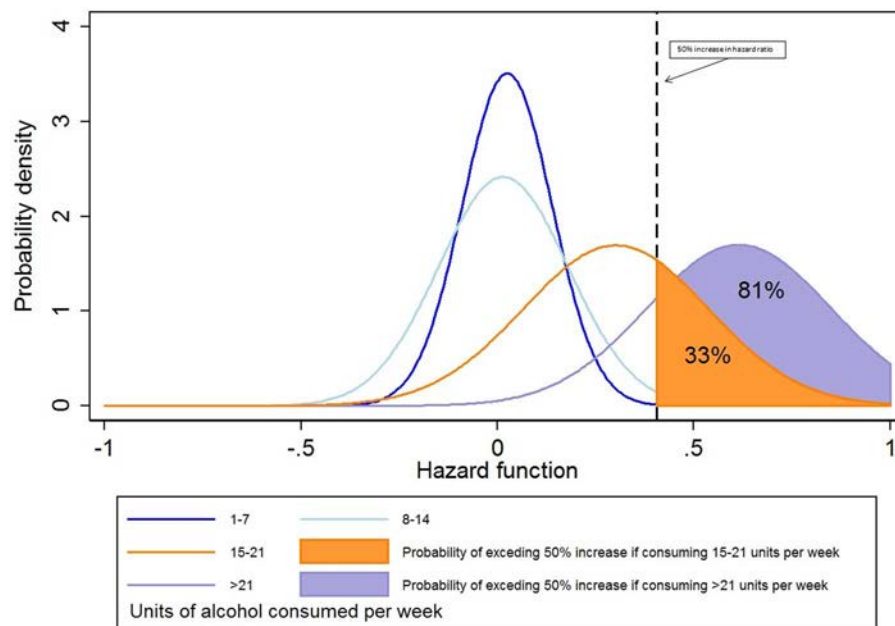 4
50% increase in hazard ratio
3
2
1
0
Probability density
81%
33%
-1
-.5
0
.5
1
Hazard function
1-7
8-14
15-21
Probability of exceding 50% increase if consuming 15-21 units per week
>21
Probability of exceding 50% increase if consuming >21 units per week
Units of alcohol consumed per week